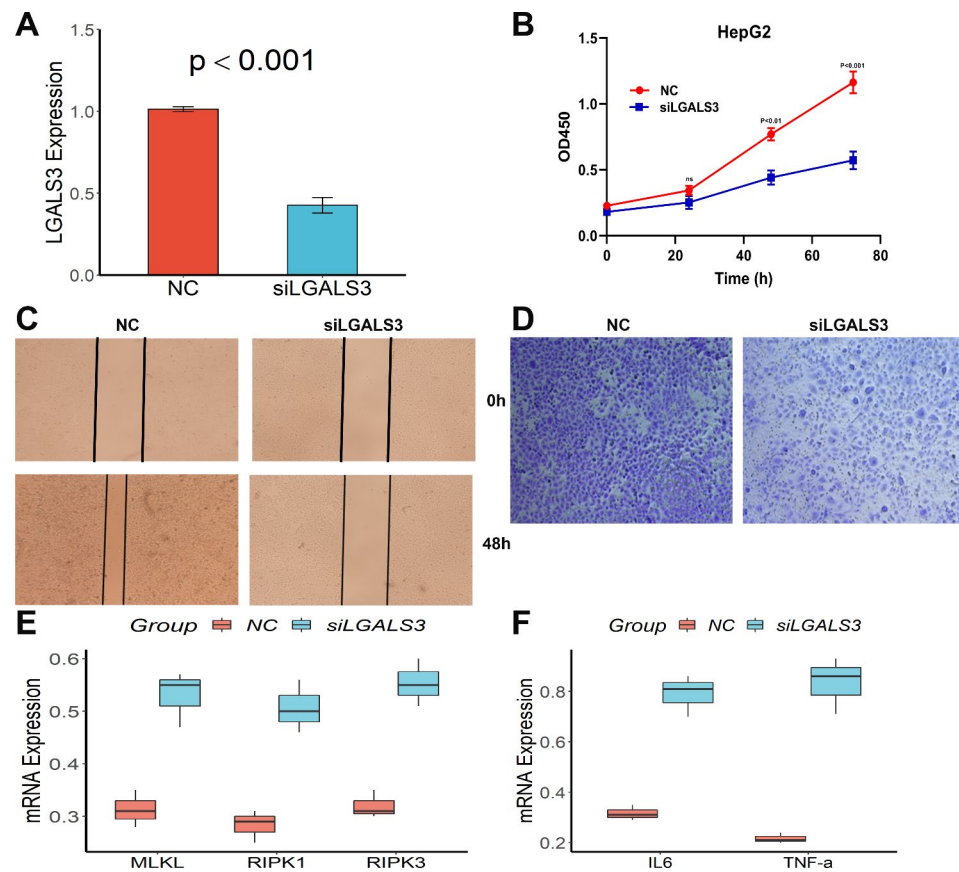 A
LGALS3 Expression
1.5
1.0
0.5
0.0
p < 0.001
NC siLGALS3
B
HepG2
OD450
1.5
1.0
0.5
0.0
NC
siLGALS3
ns
P<0.01
P<0.001
0 20 40 60 80
Time (h)
C
NC siLGALS3
0h
48h
D
NC siLGALS3
E
Group NC siLGALS3
mRNA Expression
0.6
0.5
0.4
0.3
MLKL RIPK1 RIPK3
F
Group NC siLGALS3
mRNA Expression
0.8
0.6
0.4
0.2
IL6 TNF-a